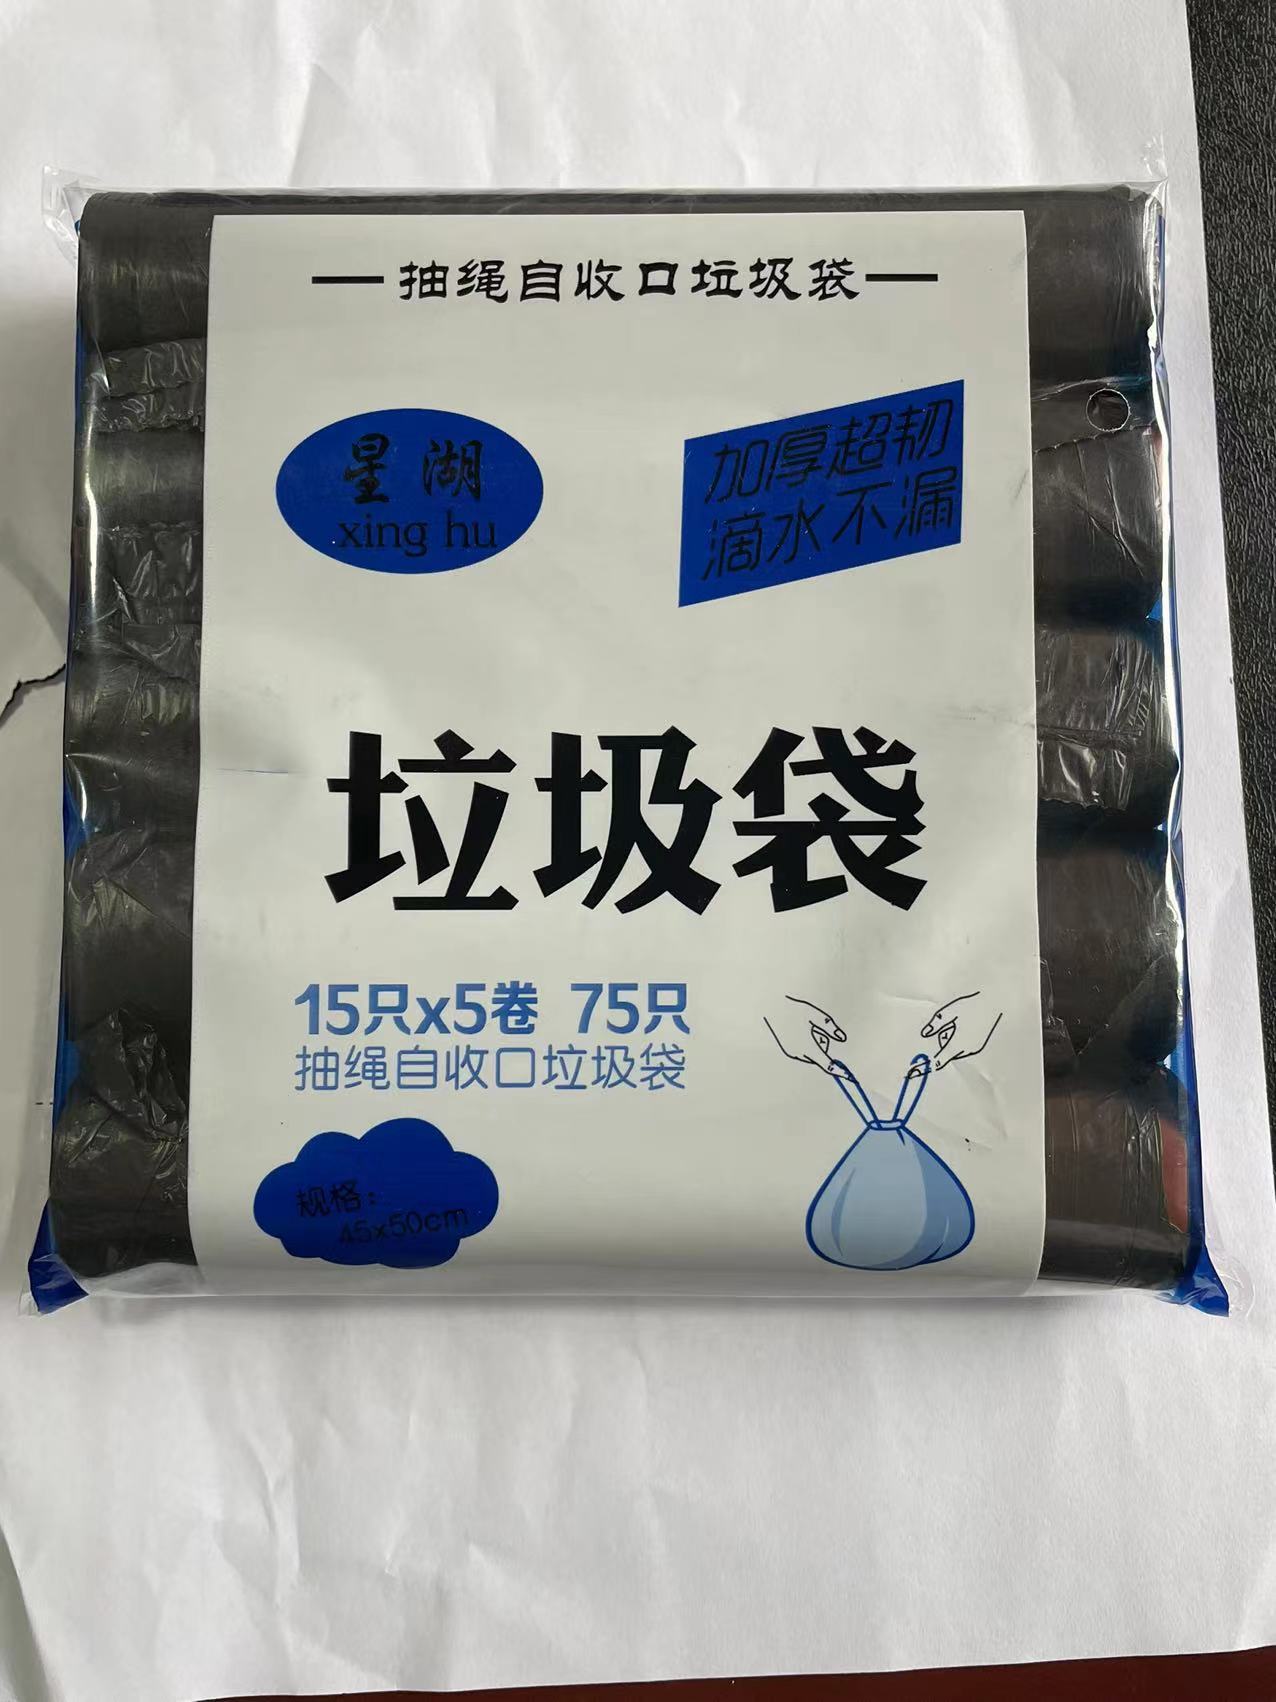 抽绳自收口垃圾袋
星湖
xing hu
加厚超韧
滴水不漏
垃圾袋
15只x5卷 75只
抽绳自收口垃圾袋
规格：
45x50cm